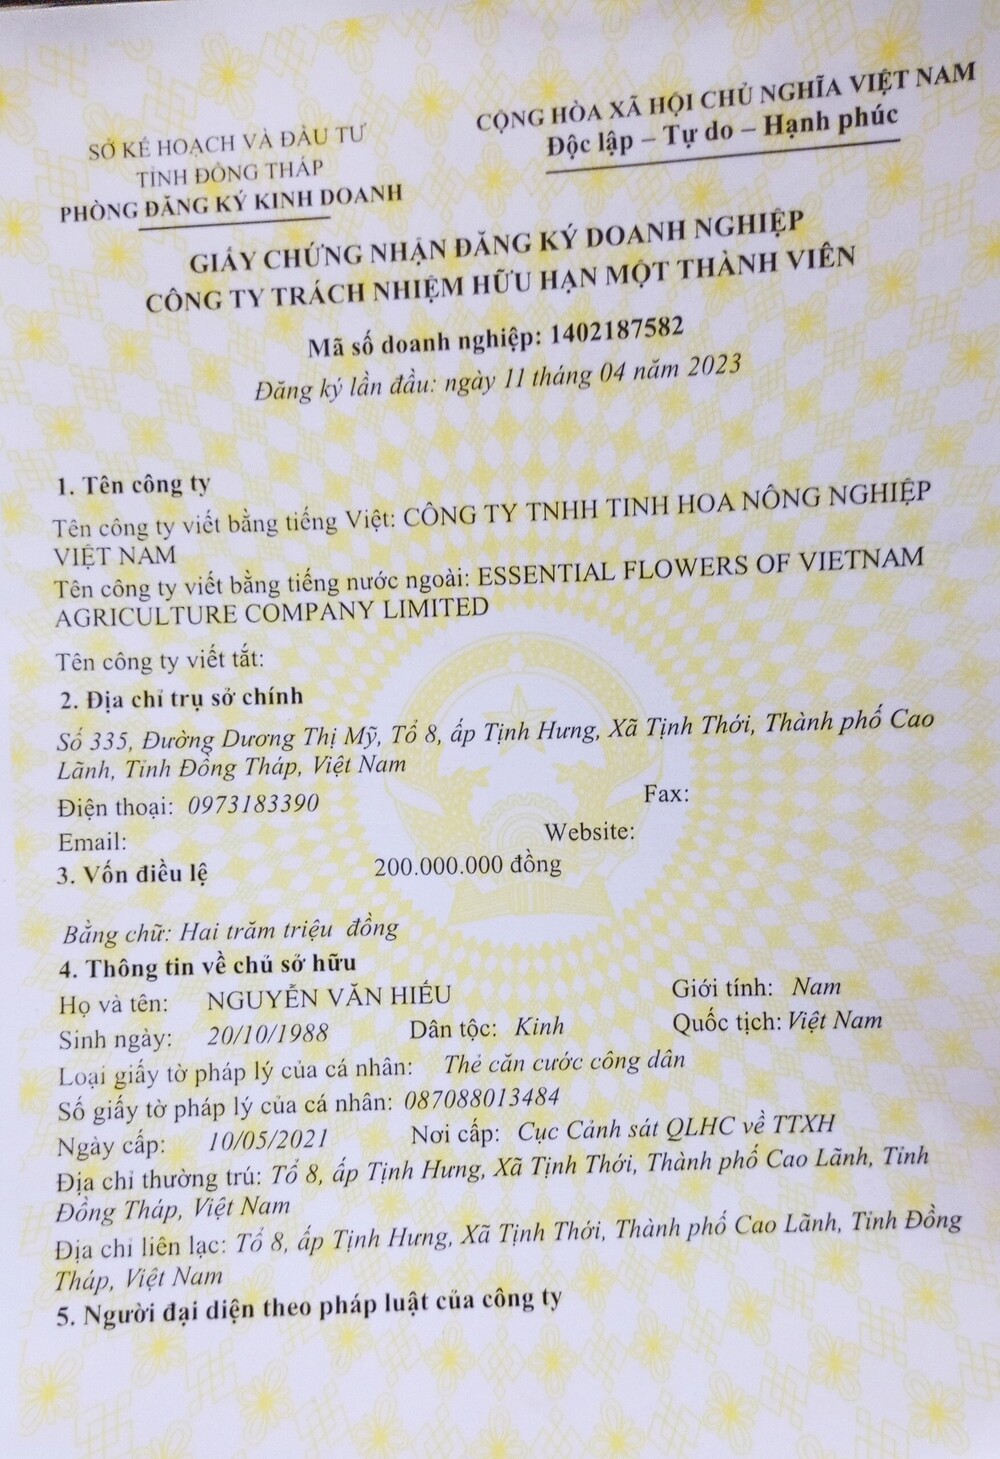 SỞ KẾ HOẠCH VÀ ĐẦU TƯ
TỈNH ĐỒNG THÁP
PHÒNG ĐĂNG KÝ KINH DOANH
CỘNG HÒA XÃ HỘI CHỦ NGHĨA VIỆT NAM
Độc lập – Tự do – Hạnh phúc
GIẤY CHỨNG NHẬN ĐĂNG KÝ DOANH NGHIỆP
CÔNG TY TRÁCH NHIỆM HỮU HẠN MỘT THÀNH VIÊN
Mã số doanh nghiệp: 1402187582
Đăng ký lần đầu: ngày 11 tháng 04 năm 2023
1. Tên công ty
Tên công ty viết bằng tiếng Việt: CÔNG TY TNHH TINH HOA NÔNG NGHIỆP
VIỆT NAM
Tên công ty viết bằng tiếng nước ngoài: ESSENTIAL FLOWERS OF VIETNAM
AGRICULTURE COMPANY LIMITED
Tên công ty viết tắt:
2. Địa chỉ trụ sở chính
Số 335, Đường Dương Thị Mỹ, Tổ 8, ấp Tịnh Hưng, Xã Tịnh Thới, Thành phố Cao
Lãnh, Tỉnh Đồng Tháp, Việt Nam
Điện thoại: 0973183390 Fax:
Email: Website:
3. Vốn điều lệ 200.000.000 đồng
Bằng chữ: Hai trăm triệu đồng
4. Thông tin về chủ sở hữu
Họ và tên: NGUYỄN VĂN HIẾU Giới tính: Nam
Sinh ngày: 20/10/1988 Dân tộc: Kinh Quốc tịch: Việt Nam
Loại giấy tờ pháp lý của cá nhân: Thẻ căn cước công dân
Số giấy tờ pháp lý của cá nhân: 087088013484
Ngày cấp: 10/05/2021 Nơi cấp: Cục Cảnh sát QLHC về TTXH
Địa chỉ thường trú: Tổ 8, ấp Tịnh Hưng, Xã Tịnh Thới, Thành phố Cao Lãnh, Tỉnh
Đồng Tháp, Việt Nam
Địa chỉ liên lạc: Tổ 8, ấp Tịnh Hưng, Xã Tịnh Thới, Thành phố Cao Lãnh, Tỉnh Đồng
Tháp, Việt Nam
5. Người đại diện theo pháp luật của công ty